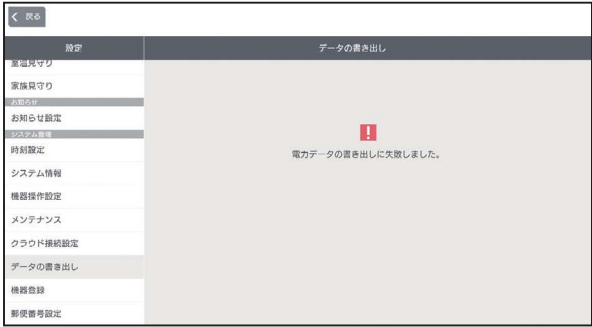 戻る
設定
データの書き出し
室温見守り
家族見守り
お知らせ
お知らせ設定
システム管理
時刻設定
システム情報
機器操作設定
メンテナンス
クラウド接続設定
データの書き出し
機器登録
郵便番号設定
電力データの書き出しに失敗しました。